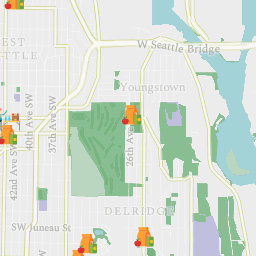 W Seattle Bridge
EST
TTLE
Youngstown
42nd Ave SW
40th Ave SW
37th Ave SW
26th Ave
DELRIDG
SW Juneau St